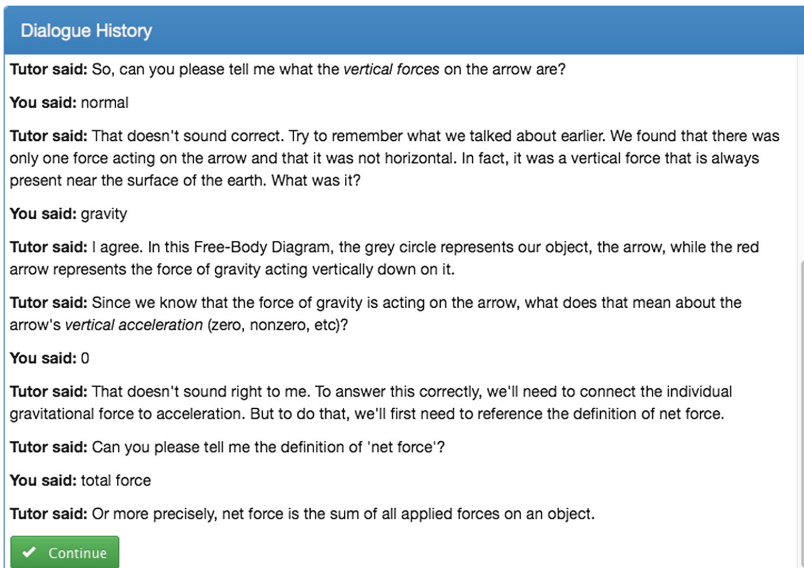 Dialogue History
Tutor said: So, can you please tell me what the vertical forces on the arrow are?
You said: normal
Tutor said: That doesn't sound correct. Try to remember what we talked about earlier. We found that there was
only one force acting on the arrow and that it was not horizontal. In fact, it was a vertical force that is always
present near the surface of the earth. What was it?
You said: gravity
Tutor said: I agree. In this Free-Body Diagram, the grey circle represents our object, the arrow, while the red
arrow represents the force of gravity acting vertically down on it.
Tutor said: Since we know that the force of gravity is acting on the arrow, what does that mean about the
arrow's vertical acceleration (zero, nonzero, etc)?
You said: 0
Tutor said: That doesn't sound right to me. To answer this correctly, we'll need to connect the individual
gravitational force to acceleration. But to do that, we'll first need to reference the definition of net force.
Tutor said: Can you please tell me the definition of 'net force'?
You said: total force
Tutor said: Or more precisely, net force is the sum of all applied forces on an object.
Continue